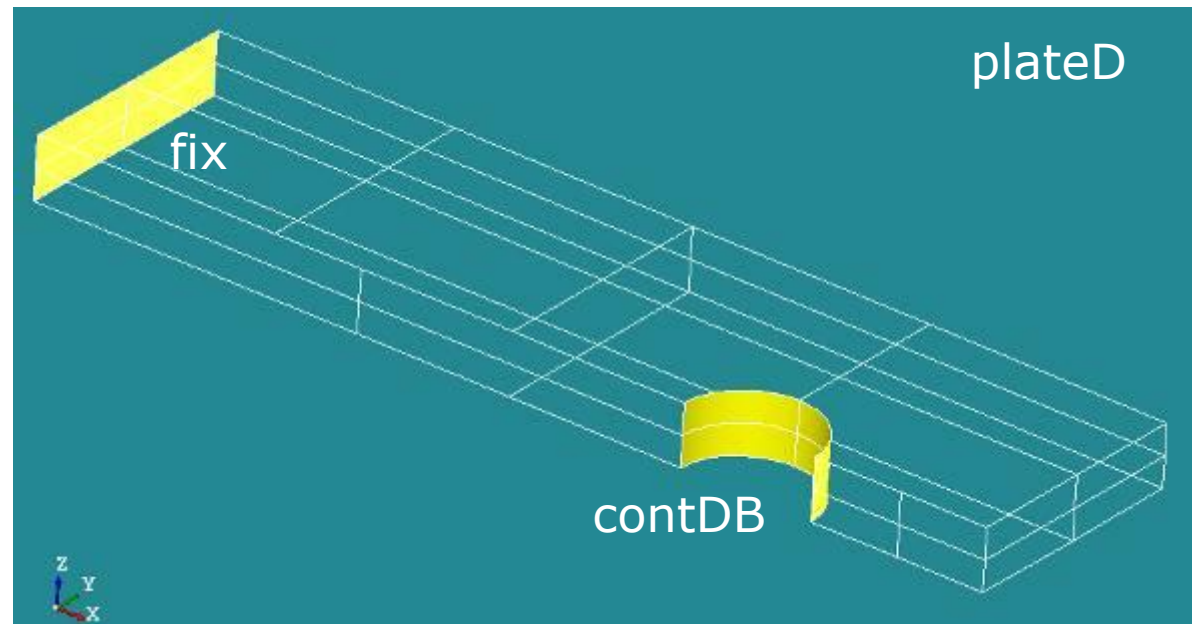 plateD
fix
contDB
Z
Y
X